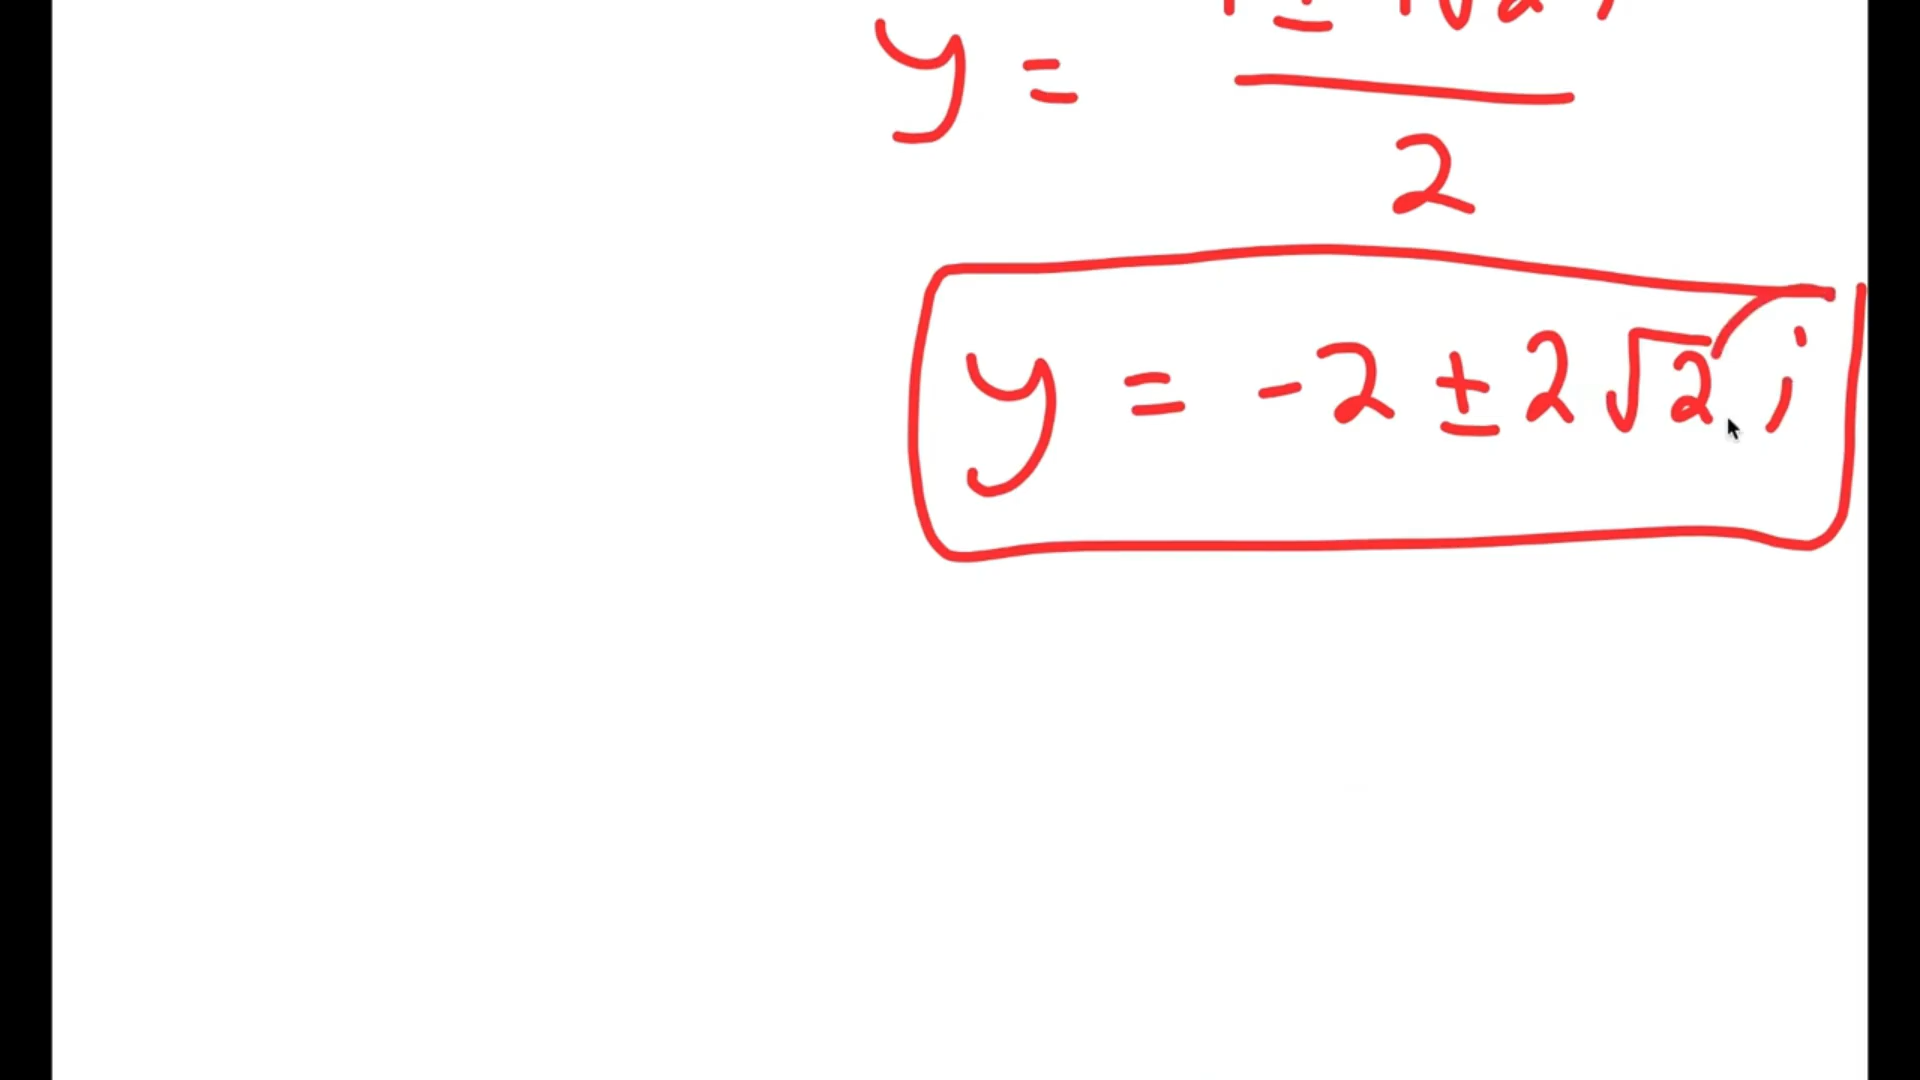 y =
2
y = -2 ± 2√2 i